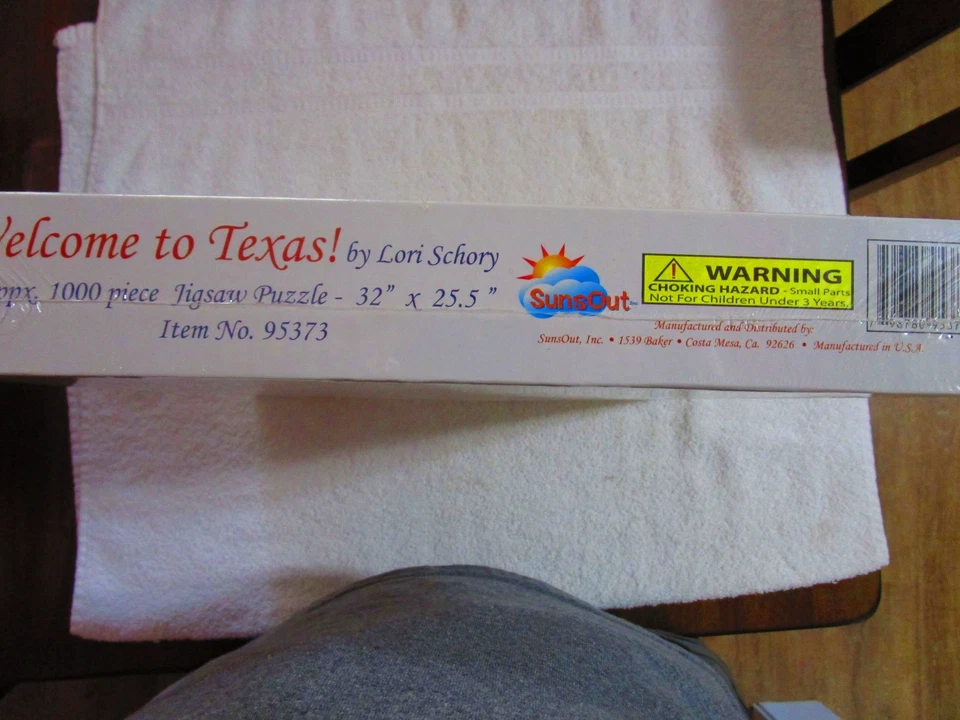 Welcome to Texas! by Lori Schory
ppx. 1000 piece Jigsaw Puzzle - 32" x 25.5 "
Item No. 95373
SunsOut
WARNING
CHOKING HAZARD - Small Parts
Not For Children Under 3 Years.
Manufactured and Distributed by:
SunsOut, Inc. • 1539 Baker • Costa Mesa, Ca. 92626 • Manufactured in U.S.A.